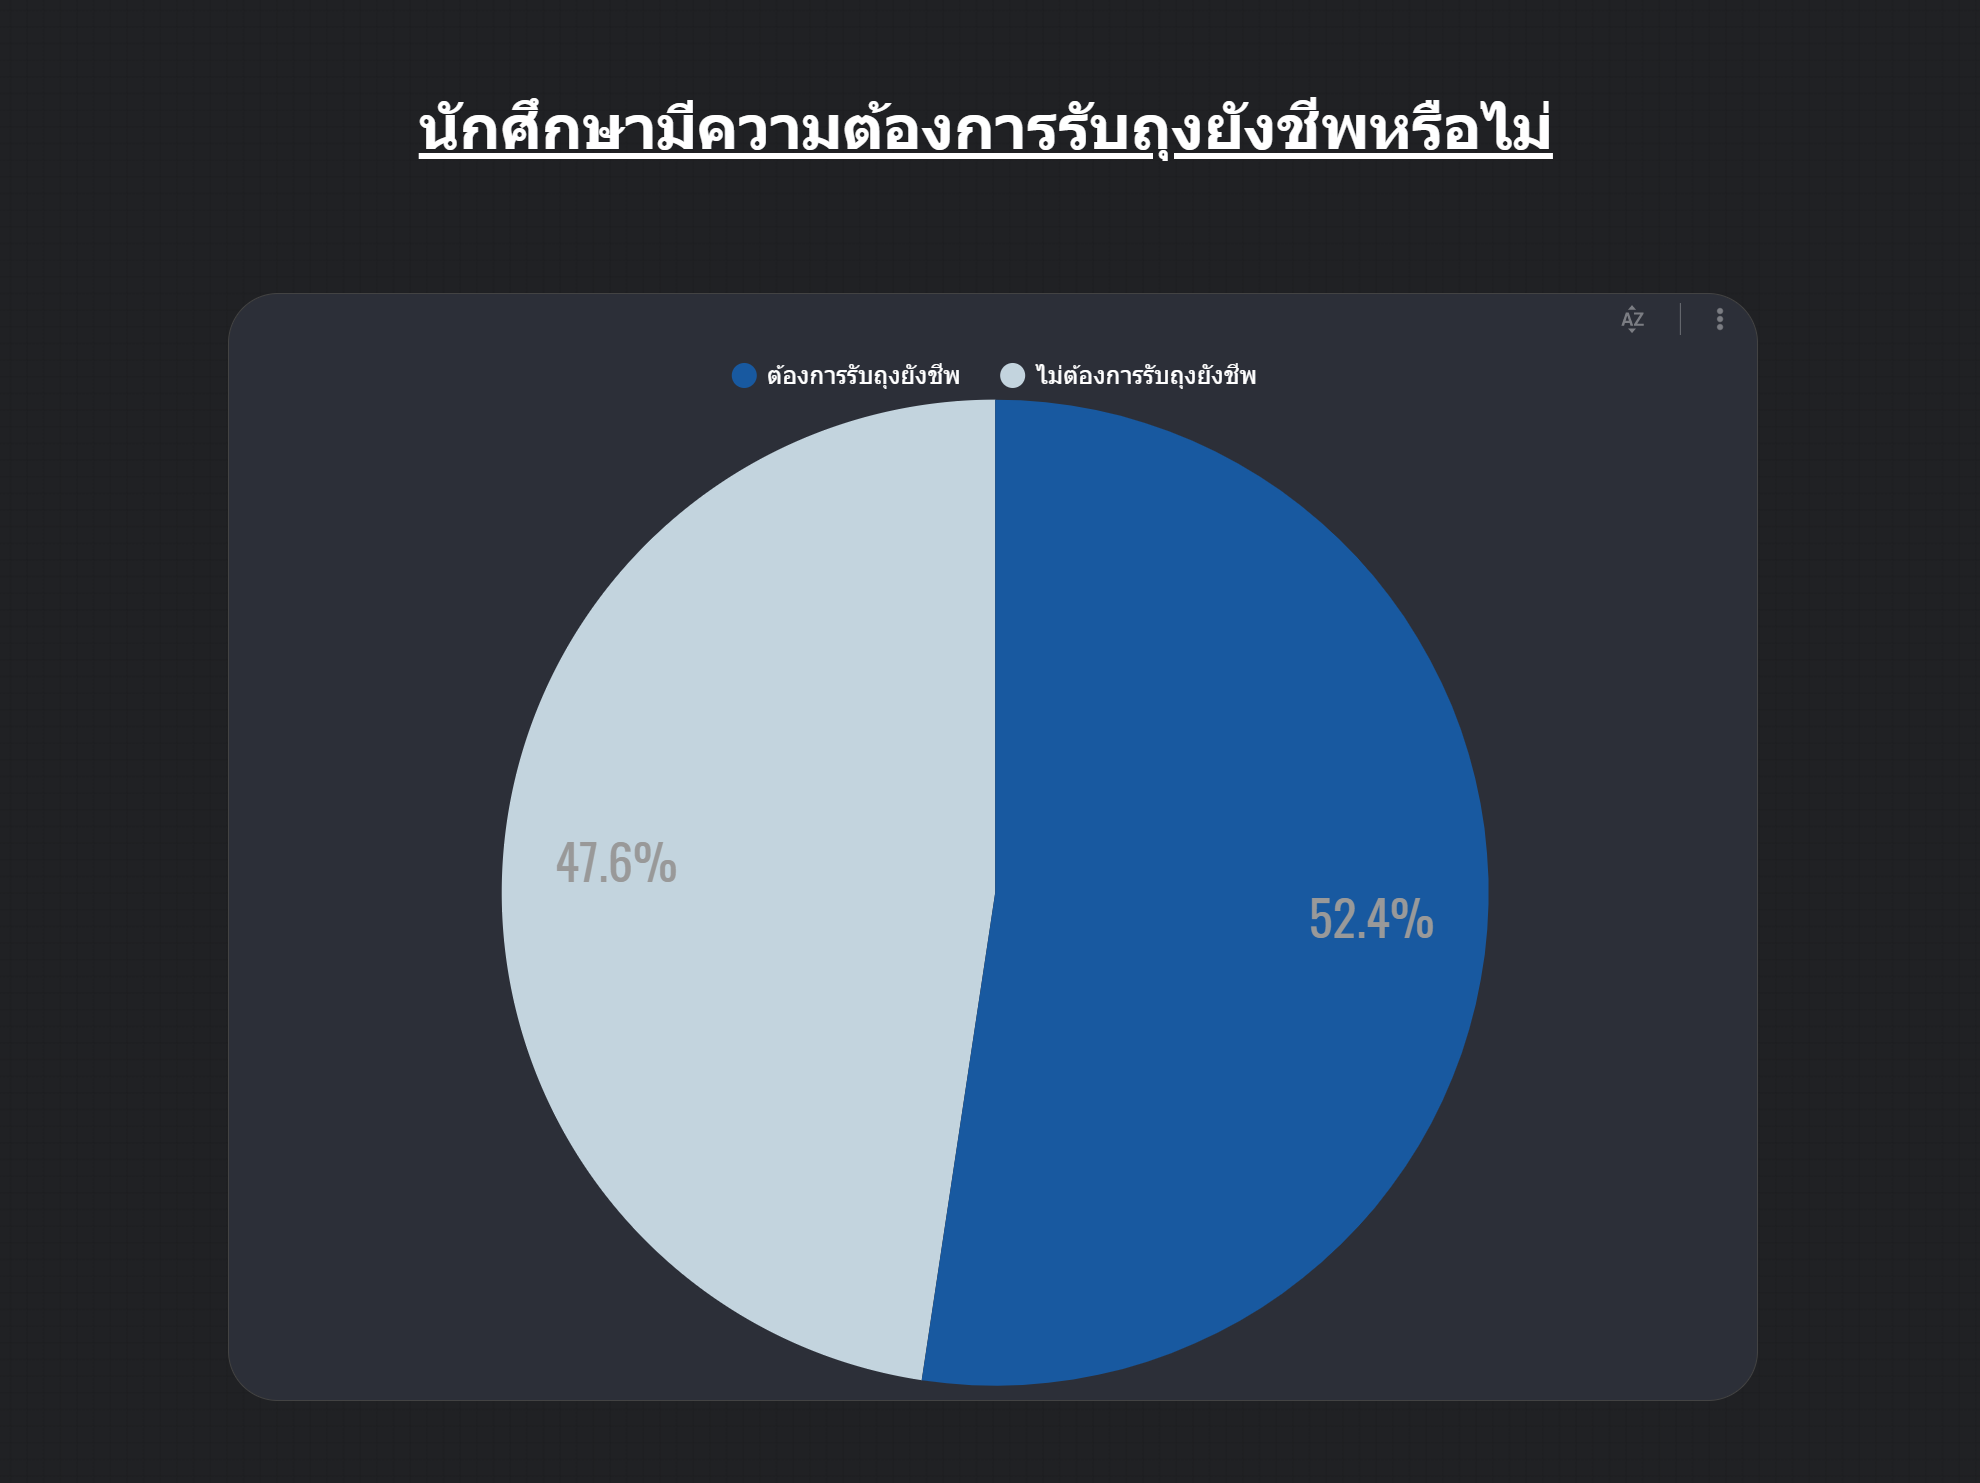 นักศึกษามีความต้องการรับถุงยังชีพหรือไม่
AZ
ต้องการรับถุงยังชีพ ไม่ต้องการรับถุงยังชีพ
47.6%
52.4%